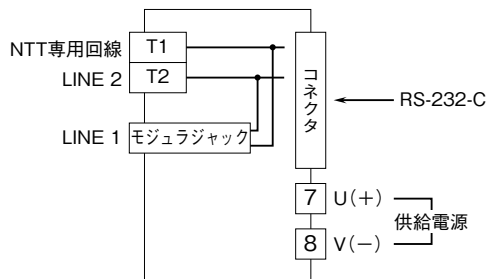 NTT専用回線 T1
LINE 2 T2
LINE 1 モジュラジャック
コネクタ
RS-232-C
7 U(+)
供給電源
8 V(−)